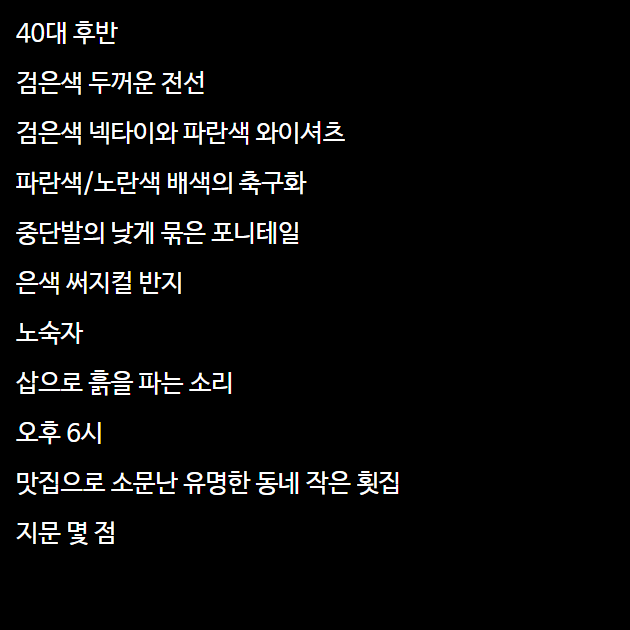 40대 후반
검은색 두꺼운 전선
검은색 넥타이와 파란색 와이셔츠
파란색/노란색 배색의 축구화
중단발의 낮게 묶은 포니테일
은색 써지컬 반지
노숙자
삽으로 흙을 파는 소리
오후 6시
맛집으로 소문난 유명한 동네 작은 횟집
지문 몇 점